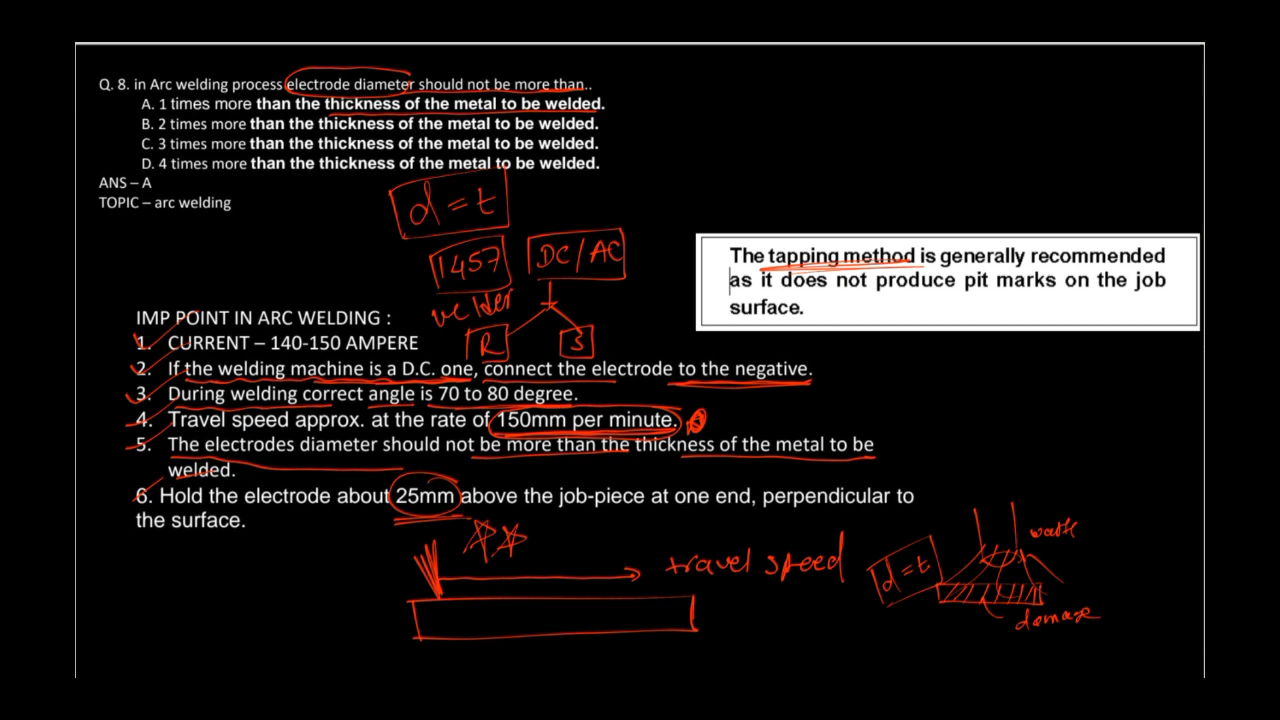 Q. 8. in Arc welding process electrode diameter should not be more than..
A. 1 times more than the thickness of the metal to be welded.
B. 2 times more than the thickness of the metal to be welded.
C. 3 times more than the thickness of the metal to be welded.
D. 4 times more than the thickness of the metal to be welded.
ANS – A
TOPIC – arc welding
d = t
1457
welder
DC/AC
R
S
The tapping method is generally recommended
as it does not produce pit marks on the job
surface.
IMP POINT IN ARC WELDING :
1. CURRENT – 140-150 AMPERE
2. If the welding machine is a D.C. one, connect the electrode to the negative.
3. During welding correct angle is 70 to 80 degree.
4. Travel speed approx. at the rate of 150mm per minute.
5. The electrodes diameter should not be more than the thickness of the metal to be
welded.
6. Hold the electrode about 25mm above the job-piece at one end, perpendicular to
the surface.
travel speed
d = t